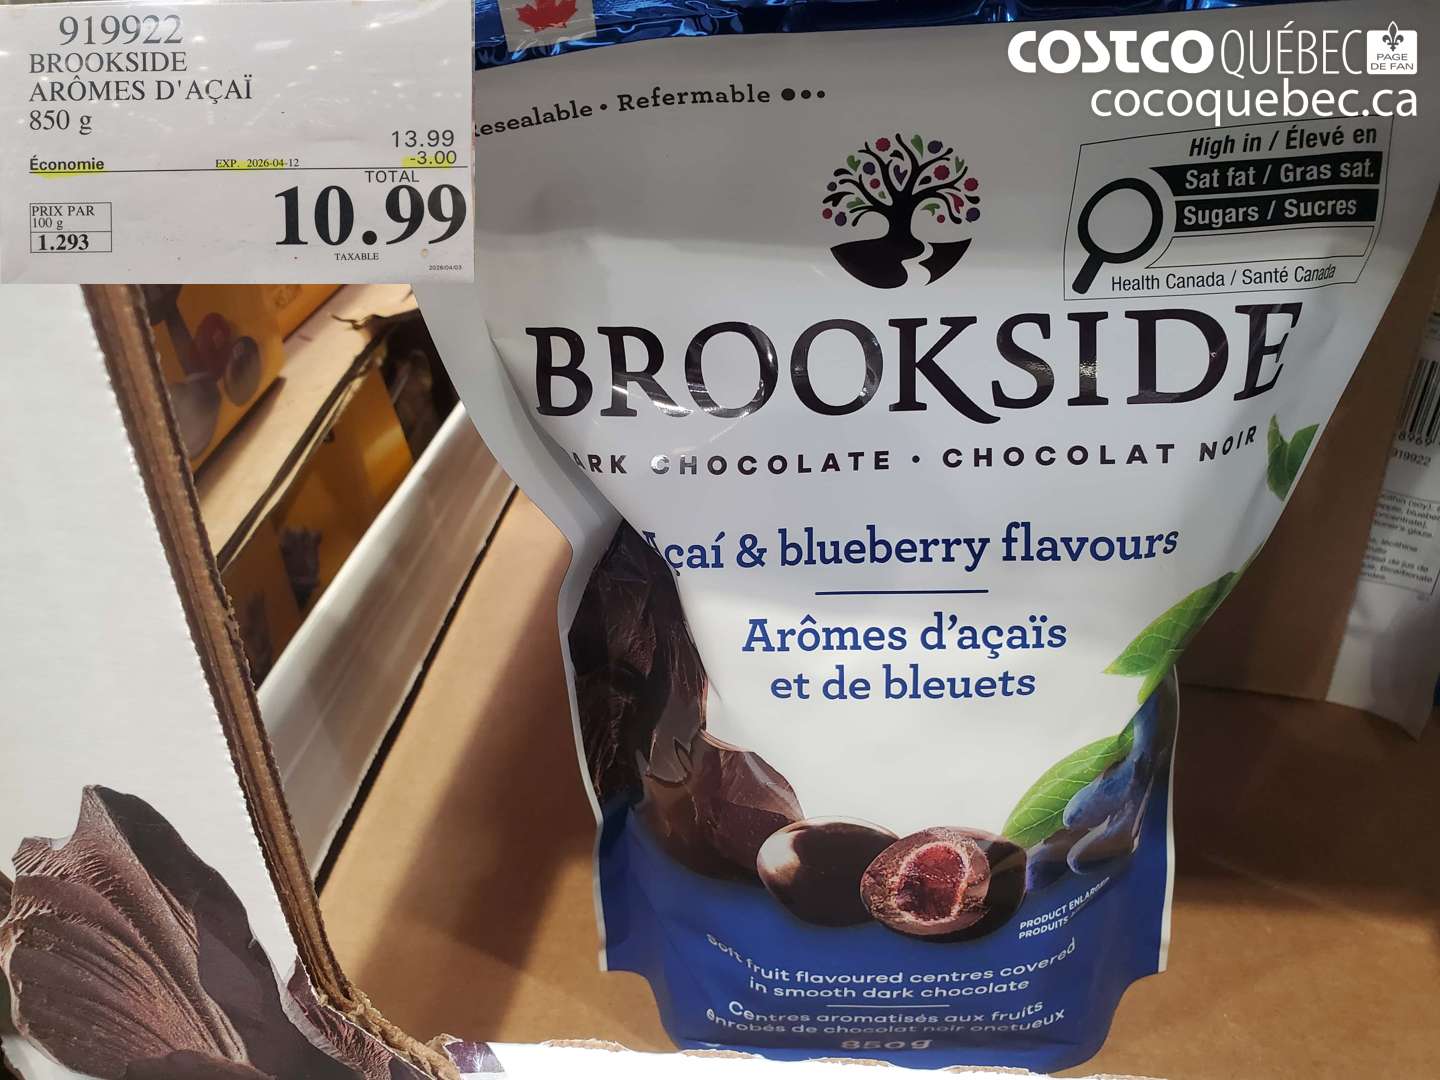 919922
BROOKSIDE
ARÔMES D'AÇAÏ
850 g
13.99
Économie EXP. 2026-04-12 -3.00
TOTAL
10.99
PRIX PAR
100 g
1.293
TAXABLE
2026/04/03
COSTCO QUÉBEC PAGE DE FAN
cocoquebec.ca
Resealable • Refermable
High in / Élevé en
Sat fat / Gras sat.
Sugars / Sucres
Health Canada / Santé Canada
BROOKSIDE
DARK CHOCOLATE • CHOCOLAT NOIR
Açaí & blueberry flavours
Arômes d'açaïs
et de bleuets
PRODUCT ENLARGED
PRODUITS
Soft fruit flavoured centres covered
in smooth dark chocolate
Centres aromatisés aux fruits
enrobés de chocolat noir onctueux
850g
919922